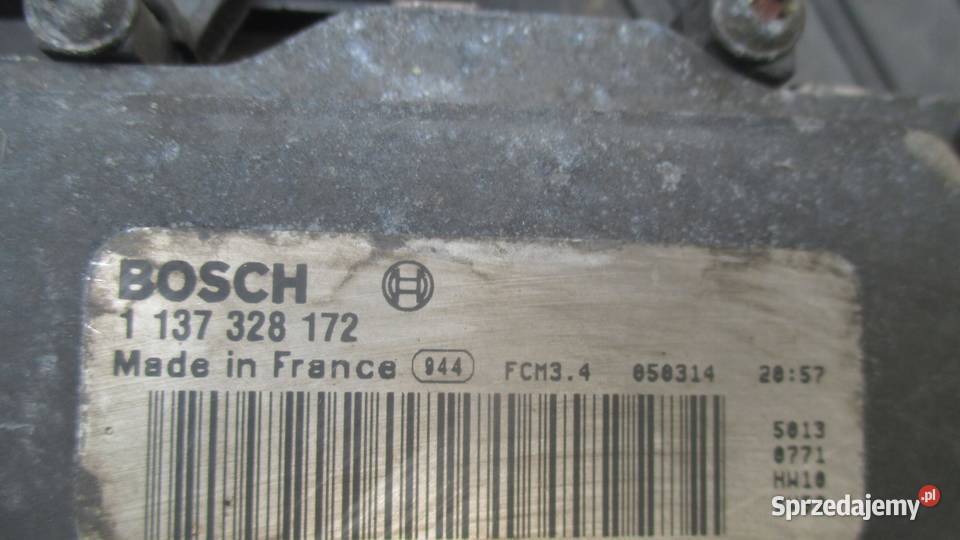 BOSCH
1 137 328 172
Made in France 944 FCM3.4 050314 20:57
5013
0771
HW10
Sprzedajemy.pl